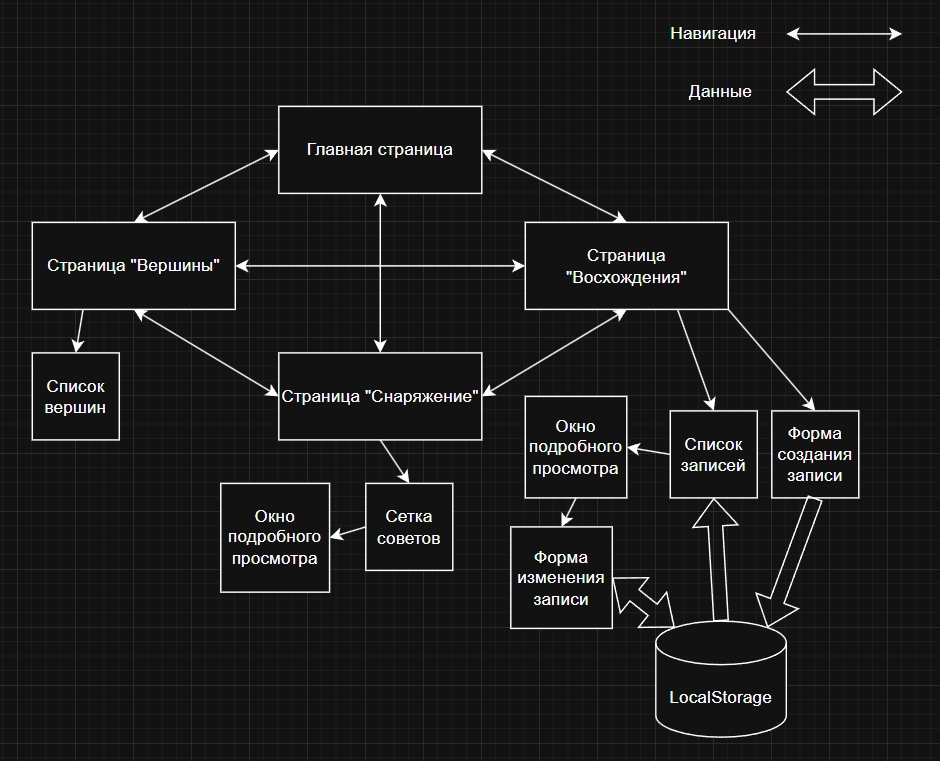 Навигация
Данные
Главная страница
Страница "Вершины"
Страница
"Восхождения"
Список
вершин
Страница "Снаряжение"
Окно
подробного
просмотра
Список
записей
Форма
создания
записи
Окно
подробного
просмотра
Сетка
советов
Форма
изменения
записи
LocalStorage